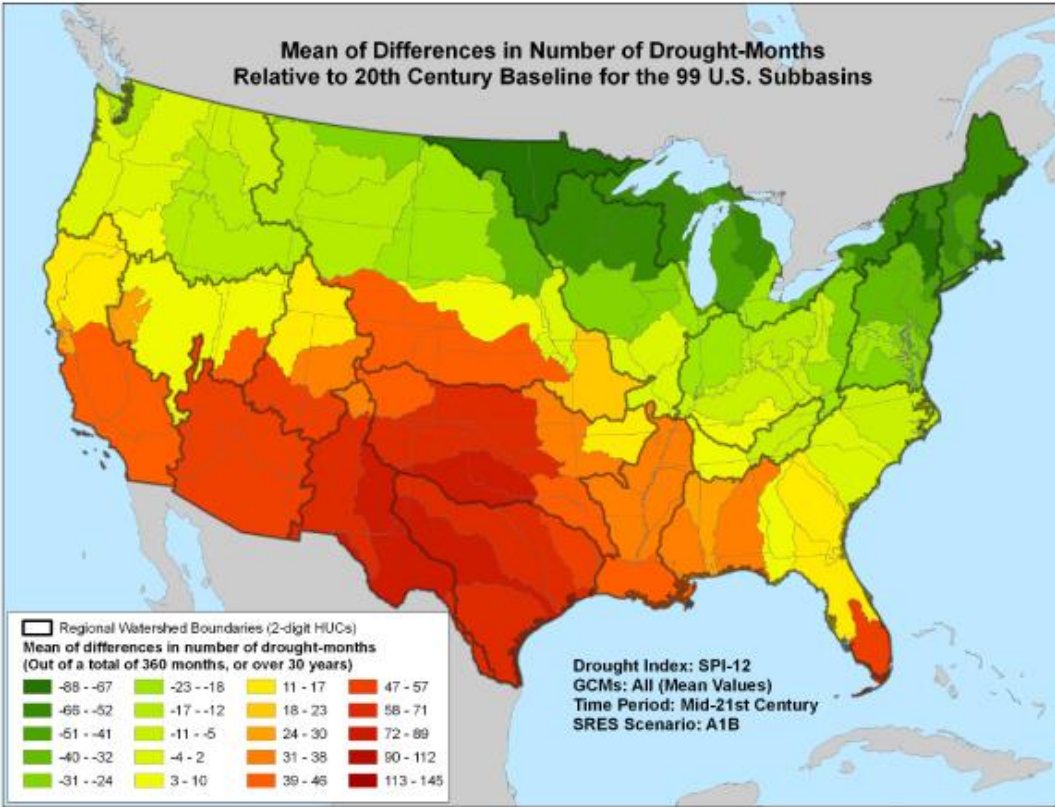 Mean of Differences in Number of Drought-Months
Relative to 20th Century Baseline for the 99 U.S. Subbasins
Regional Watershed Boundaries (2-digit HUCs)
Mean of differences in number of drought-months
(Out of a total of 360 months, or over 30 years)
-88 - -67
-23 - -18
11 - 17
47 - 57
-66 - -52
-17 - -12
18 - 23
58 - 71
-51 - -41
-11 - -5
24 - 30
72 - 89
-40 - -32
-4 - 2
31 - 38
90 - 112
-31 - -24
3 - 10
39 - 46
113 - 145
Drought Index: SPI-12
GCMs: All (Mean Values)
Time Period: Mid-21st Century
SRES Scenario: A1B